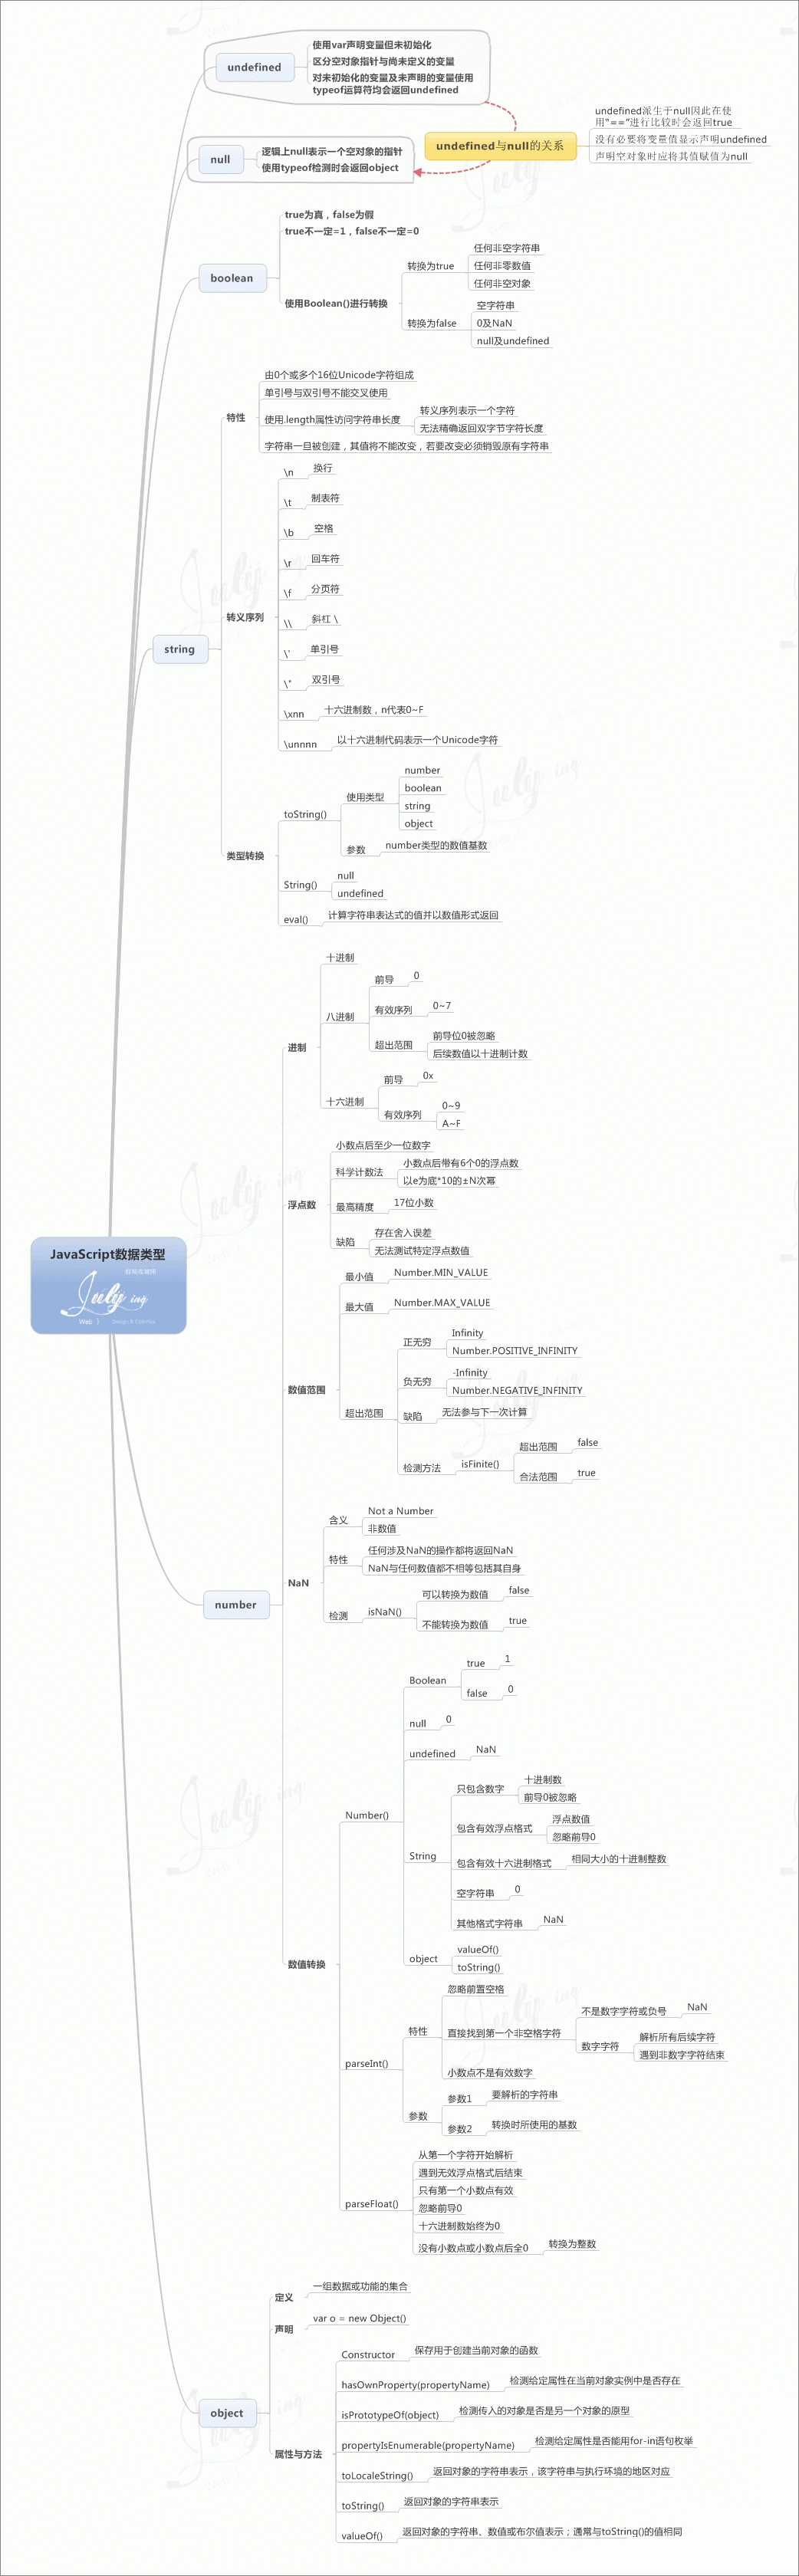 使用var声明变量但未初始化
区分空对象指针与尚未定义的变量
undefined
对未初始化的变量及未声明的变量使用
typeof运算符均会返回undefined
undefined派生于null因此在使
用“==”进行比较时会返回true
undefined与null的关系
没有必要将变量值显示声明undefined
声明空对象时应将其值赋值为null
null
逻辑上null表示一个空对象的指针
使用typeof检测时会返回object
true为真，false为假
true不一定=1，false不一定=0
boolean
使用Boolean()进行转换
转换为true
任何非空字符串
任何非零数值
任何非空对象
转换为false
空字符串
0及NaN
null及undefined
string
特性
由0个或多个16位Unicode字符组成
单引号与双引号不能交叉使用
使用.length属性访问字符串长度
转义序列表示一个字符
无法精确返回双字节字符长度
字符串一旦被创建，其值将不能改变，若要改变必须销毁原有字符串
转义序列
\n 换行
\t 制表符
\b 空格
\r 回车符
\f 分页符
\\ 斜杠 \
\' 单引号
\" 双引号
\xnn 十六进制数，n代表0~F
\unnnn 以十六进制代码表示一个Unicode字符
类型转换
toString()
使用类型
number
boolean
string
object
参数 number类型的数值基数
String()
null
undefined
eval() 计算字符串表达式的值并以数值形式返回
JavaScript数据类型
July ing
Web
Design & Optimus
number
进制
十进制
八进制
前导 0
有效序列 0~7
超出范围
前导位0被忽略
后续数值以十进制计数
十六进制
前导 0x
有效序列
0~9
A~F
浮点数
小数点后至少一位数字
科学计数法
小数点后带有6个0的浮点数
以e为底*10的±N次幂
最高精度 17位小数
缺陷
存在舍入误差
无法测试特定浮点数值
数值范围
最小值 Number.MIN_VALUE
最大值 Number.MAX_VALUE
超出范围
正无穷
Infinity
Number.POSITIVE_INFINITY
负无穷
-Infinity
Number.NEGATIVE_INFINITY
缺陷 无法参与下一次计算
检测方法 isFinite()
超出范围 false
合法范围 true
NaN
含义
Not a Number
非数值
特性
任何涉及NaN的操作都将返回NaN
NaN与任何数值都不相等包括其自身
检测 isNaN()
可以转换为数值 false
不能转换为数值 true
数值转换
Number()
Boolean
true 1
false 0
null 0
undefined NaN
String
只包含数字
十进制数
前导0被忽略
包含有效浮点格式
浮点数值
忽略前导0
包含有效十六进制格式 相同大小的十进制整数
空字符串 0
其他格式字符串 NaN
object
valueOf()
toString()
parseInt()
特性
忽略前置空格
直接找到第一个非空格字符
不是数字字符或负号 NaN
数字字符
解析所有后续字符
遇到非数字字符结束
小数点不是有效数字
参数
参数1 要解析的字符串
参数2 转换时所使用的基数
parseFloat()
从第一个字符开始解析
遇到无效浮点格式后结束
只有第一个小数点有效
忽略前导0
十六进制数始终为0
没有小数点或小数点后全0 转换为整数
object
定义 一组数据或功能的集合
声明 var o = new Object()
属性与方法
Constructor 保存用于创建当前对象的函数
hasOwnProperty(propertyName) 检测给定属性在当前对象实例中是否存在
isPrototypeOf(object) 检测传入的对象是否是另一个对象的原型
propertyIsEnumerable(propertyName) 检测给定属性是否能用for-in语句枚举
toLocaleString() 返回对象的字符串表示，该字符串与执行环境的地区对应
toString() 返回对象的字符串表示
valueOf() 返回对象的字符串、数值或布尔值表示；通常与toString()的值相同